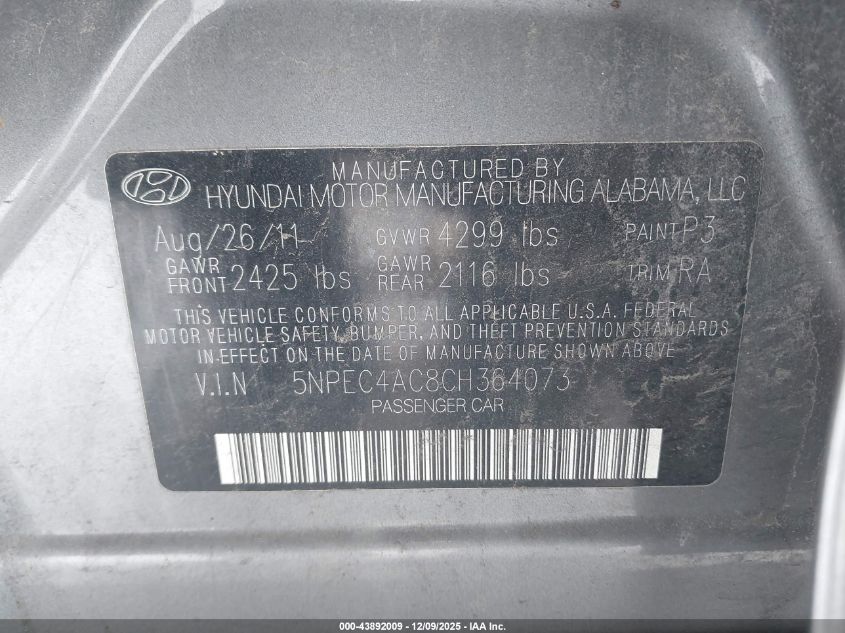 MANUFACTURED BY
HYUNDAI MOTOR MANUFACTURING ALABAMA, LLC
Aug/26/11 GVWR 4299 lbs PAINT P3
GAWR FRONT 2425 lbs GAWR REAR 2116 lbs TRIM RA
THIS VEHICLE CONFORMS TO ALL APPLICABLE U.S.A. FEDERAL
MOTOR VEHICLE SAFETY, BUMPER, AND THEFT PREVENTION STANDARDS
IN EFFECT ON THE DATE OF MANUFACTURE SHOWN ABOVE.
V.I.N 5NPEC4AC8CH364073
PASSENGER CAR
000-43892009 - 12/09/2025 - IAA Inc.